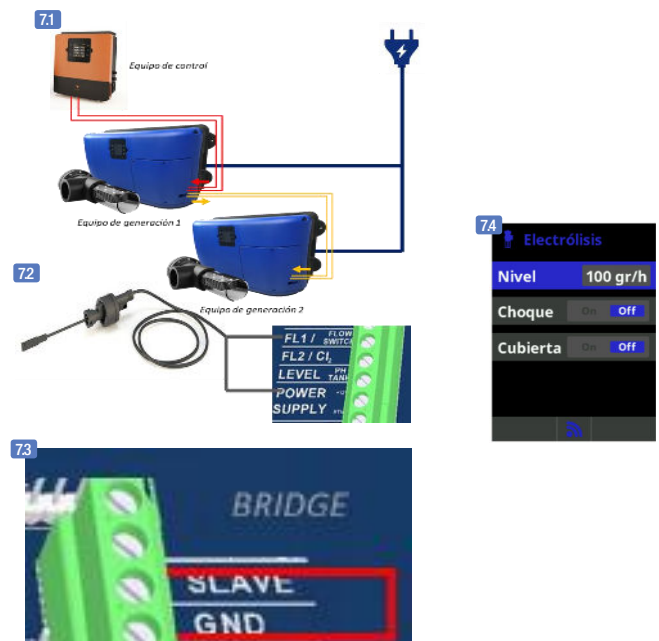 7.1
Equipo de control
Equipo de generación 1
7.2
Equipo de generación 2
FL1 / FLOW SWITCH
FL2 / Cl₂
LEVEL PH TANK
POWER
SUPPLY
7.3
BRIDGE
SLAVE
GND
7.4
Electrólisis
Nivel 100 gr/h
Choque On Off
Cubierta On Off